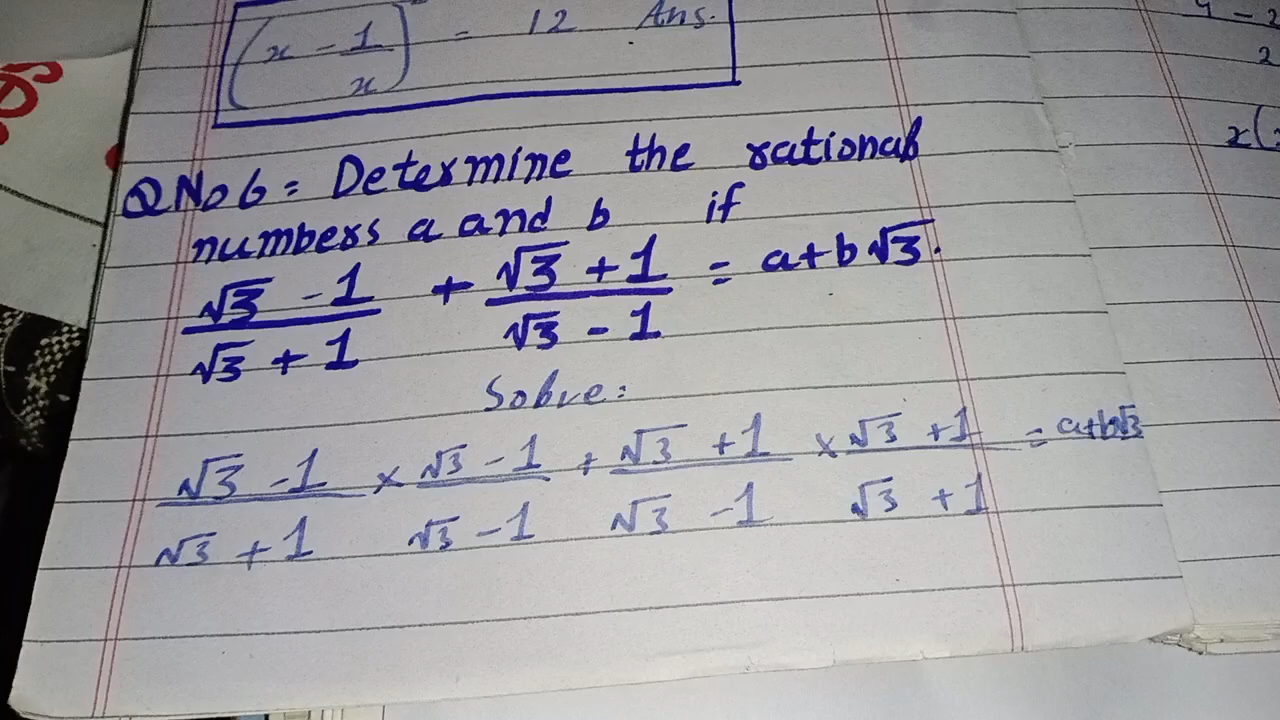 (x - 1/x) = 12 Ans.
Q No 6 = Determine the rational
numbers a and b if
(√3 - 1)/(√3 + 1) + (√3 + 1)/(√3 - 1) = a+b√3.
Solve:
(√3 - 1)/(√3 + 1) × (√3 - 1)/(√3 - 1) + (√3 + 1)/(√3 - 1) × (√3 + 1)/(√3 + 1) = a+b√3